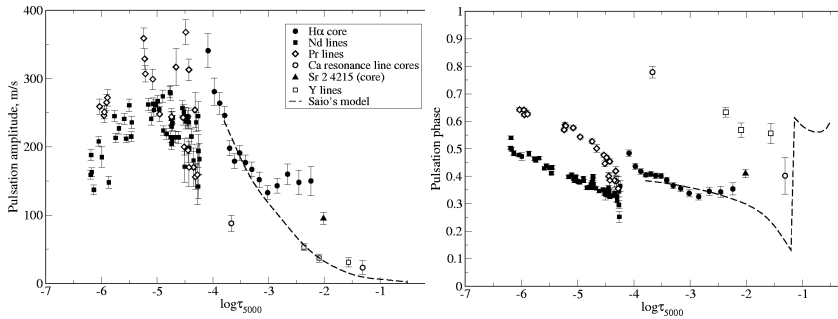 400
300
200
100
0
Pulsation amplitude, m/s
-7 -6 -5 -4 -3 -2 -1
logτ5000
Hα core
Nd lines
Pr lines
Ca resonance line cores
Sr 2 4215 (core)
Y lines
Saio's model
1
0.9
0.8
0.7
0.6
0.5
0.4
0.3
0.2
0.1
0
Pulsation phase
-7 -6 -5 -4 -3 -2 -1
logτ5000